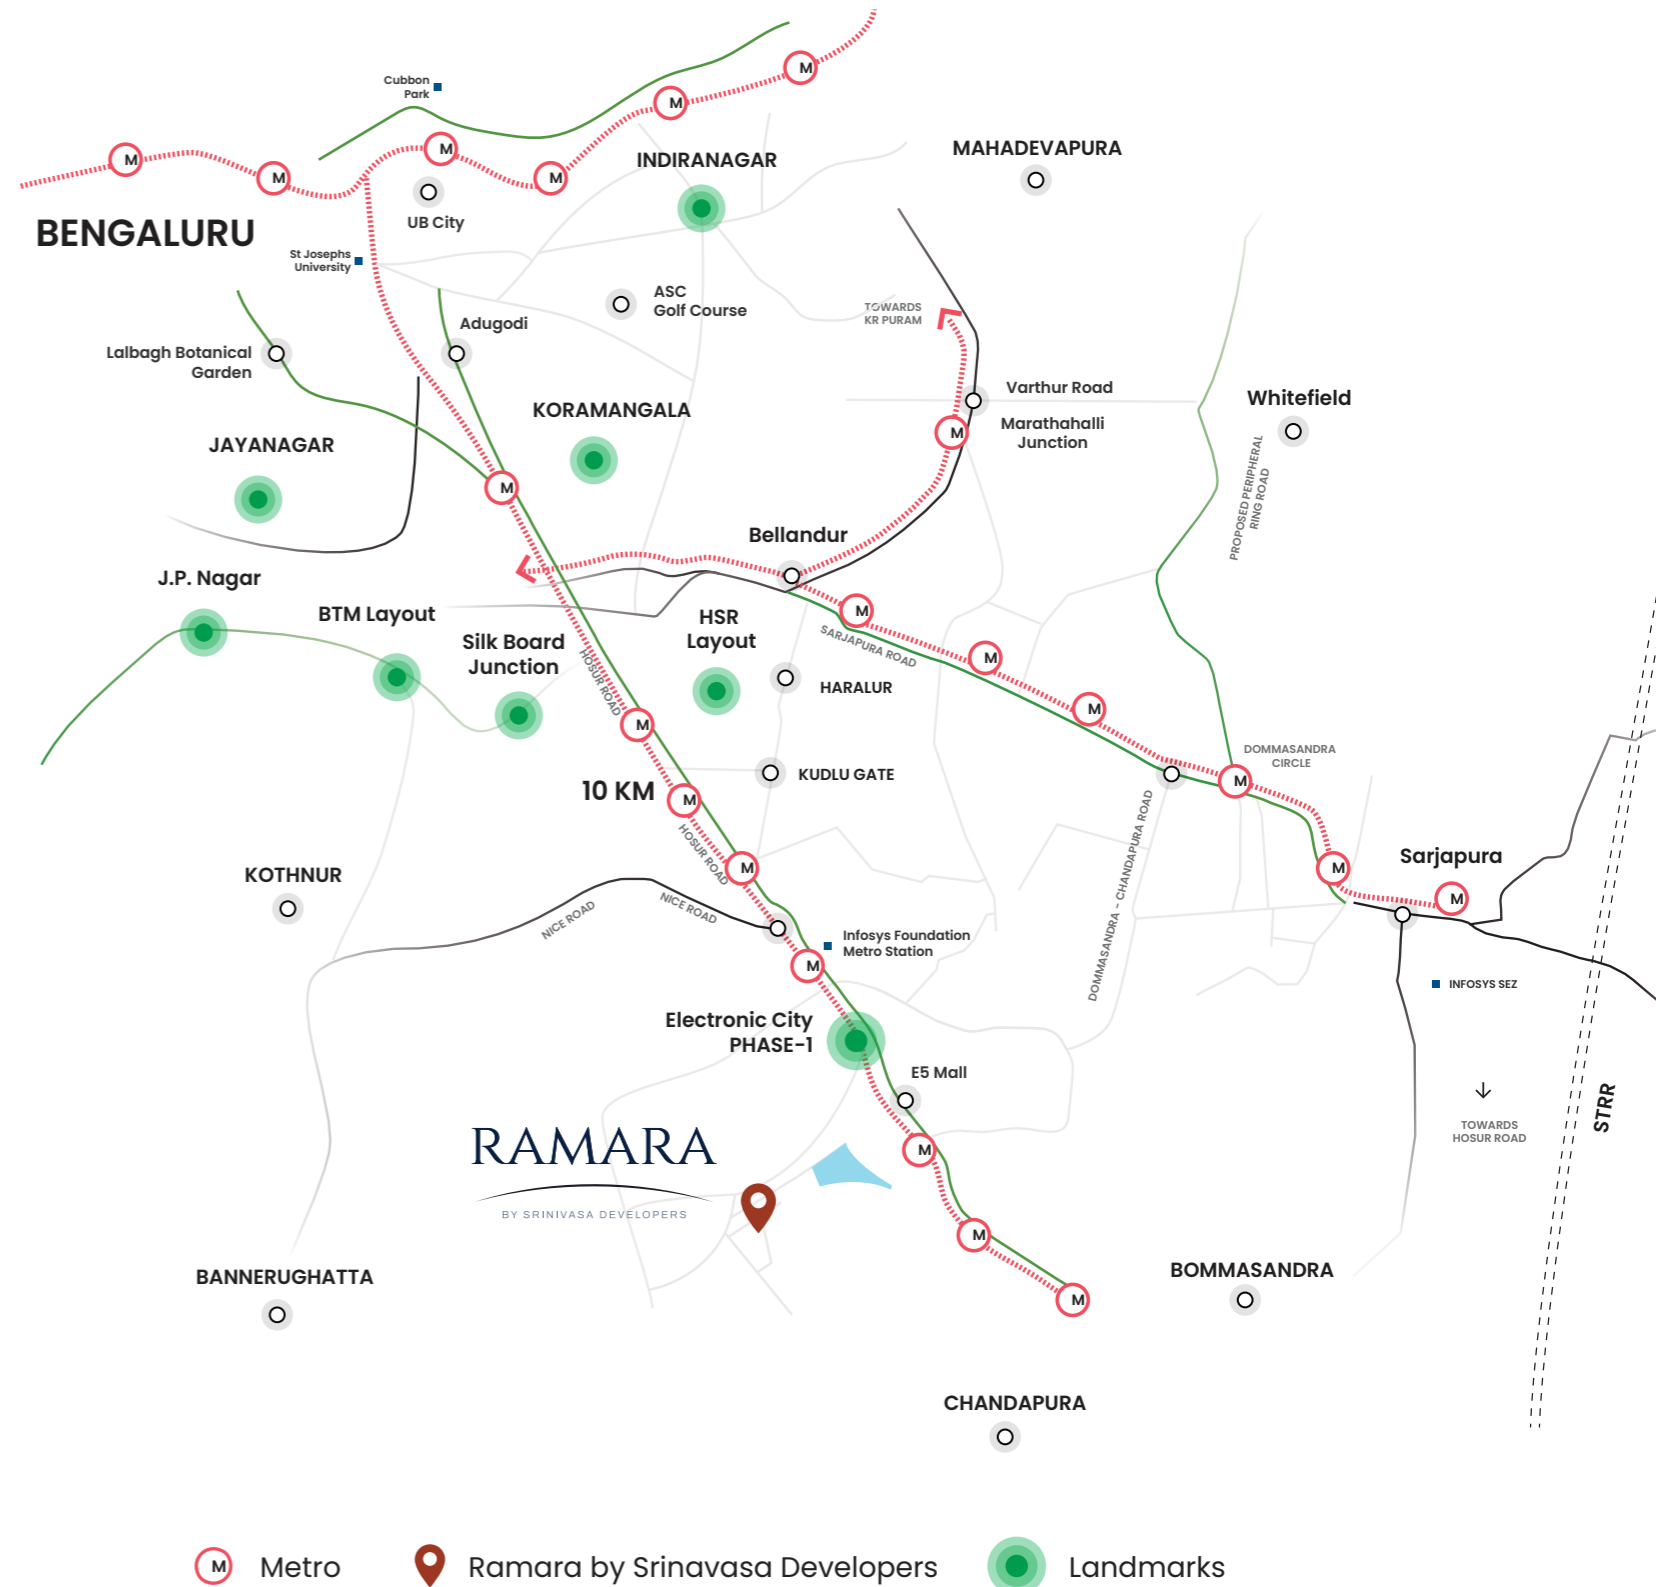 Cubbon
Park
M
M
M
M
M
M
INDIRANAGAR
MAHADEVAPURA
BENGALURU
UB City
St Josephs
University
ASC
Golf Course
TOWARDS
KR PURAM
Adugodi
Lalbagh Botanical
Garden
Varthur Road
Whitefield
KORAMANGALA
Marathahalli
Junction
M
JAYANAGAR
PROPOSED PERIPHERAL
RING ROAD
M
Bellandur
J.P. Nagar
BTM Layout
M
HSR
Layout
Silk Board
Junction
SARJAPURA ROAD
M
HOSUR ROAD
HARALUR
M
M
DOMMASANDRA
CIRCLE
KUDLU GATE
M
10 KM
M
HOSUR ROAD
DOMMASANDRA - CHANDAPURA ROAD
M
M
Sarjapura
KOTHNUR
M
NICE ROAD
NICE ROAD
Infosys Foundation
Metro Station
M
INFOSYS SEZ
Electronic City
PHASE-1
E5 Mall
STRR
TOWARDS
HOSUR ROAD
RAMARA
BY SRINIVASA DEVELOPERS
M
M
BANNERUGHATTA
BOMMASANDRA
M
CHANDAPURA
M Metro
Ramara by Srinavasa Developers
Landmarks